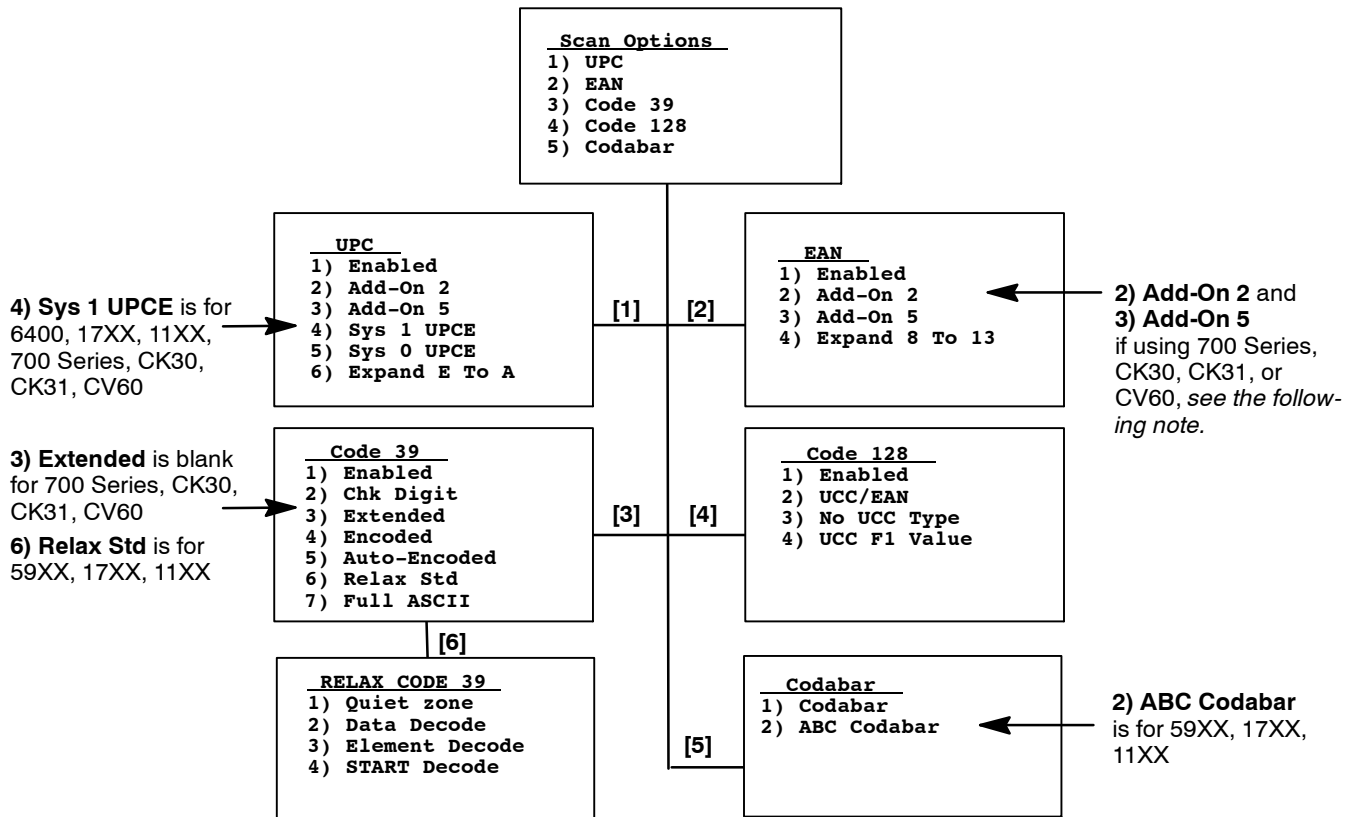 Scan Options
1) UPC
2) EAN
3) Code 39
4) Code 128
5) Codabar
4) Sys 1 UPCE is for
6400, 17XX, 11XX,
700 Series, CK30,
CK31, CV60
UPC
1) Enabled
2) Add-On 2
3) Add-On 5
4) Sys 1 UPCE
5) Sys 0 UPCE
6) Expand E To A
[1]
[2]
EAN
1) Enabled
2) Add-On 2
3) Add-On 5
4) Expand 8 To 13
2) Add-On 2 and
3) Add-On 5
if using 700 Series,
CK30, CK31, or
CV60, see the follow-
ing note.
3) Extended is blank
for 700 Series, CK30,
CK31, CV60
6) Relax Std is for
59XX, 17XX, 11XX
Code 39
1) Enabled
2) Chk Digit
3) Extended
4) Encoded
5) Auto-Encoded
6) Relax Std
7) Full ASCII
[3]
[4]
Code 128
1) Enabled
2) UCC/EAN
3) No UCC Type
4) UCC F1 Value
[6]
RELAX CODE 39
1) Quiet zone
2) Data Decode
3) Element Decode
4) START Decode
[5]
Codabar
1) Codabar
2) ABC Codabar
2) ABC Codabar
is for 59XX, 17XX,
11XX